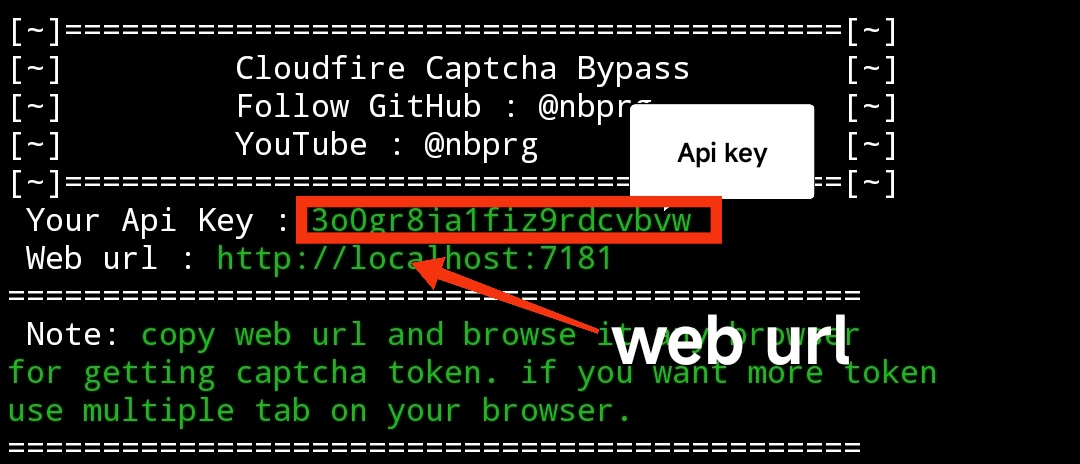 [~]=========================================[~]
[~] Cloudfire Captcha Bypass [~]
[~] Follow GitHub : @nbprg [~]
[~] YouTube : @nbprg [~]
Api key
[~]=========================================[~]
Your Api Key : 3o0gr8ja1fiz9rdcvbvw
Web url : http://localhost:7181
=============================================
Note: copy web url and browse it any browser
web url
for getting captcha token. if you want more token
use multiple tab on your browser.
=============================================